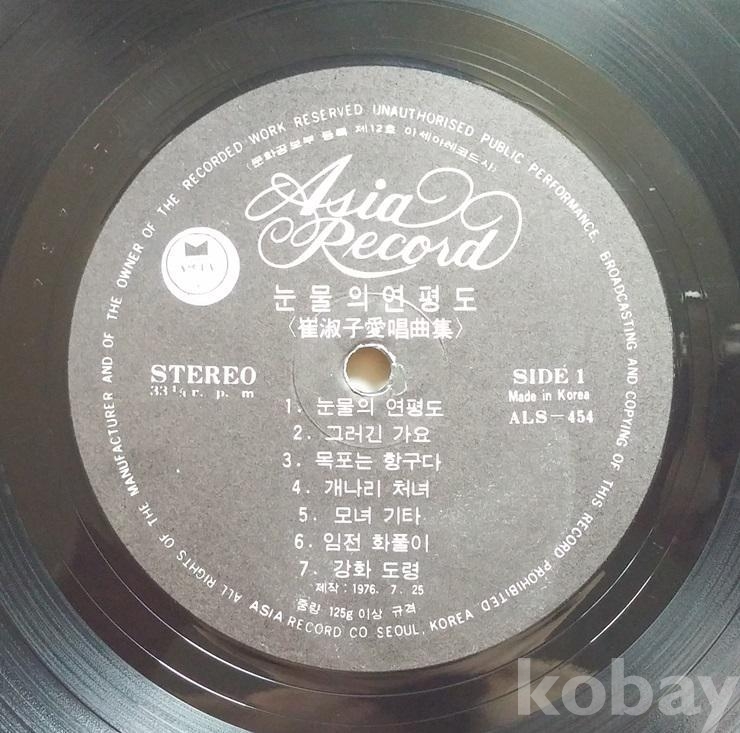 ALL RIGHTS OF THE MANUFACTURER AND OF THE OWNER OF THE RECORDED WORK RESERVED UNAUTHORISED PUBLIC PERFORMANCE. BROADCASTING AND COPYING OF THIS RECORD PROHIBITED
(문화공보부 등록 제12호 아세아레코드사)
Asia
Record
ASIA
눈물의연평도
〈崔淑子愛唱曲集〉
STEREO
33⅓ r. p. m
SIDE 1
Made in Korea
ALS-454
1. 눈물의 연평도
2. 그러긴 가요
3. 목포는 항구다
4. 개나리 처녀
5. 모녀 기타
6. 임전 화풀이
7. 강화 도령
제작: 1976. 7. 25
중량 125g 이상 규격
ASIA RECORD CO SEOUL, KOREA
kobay